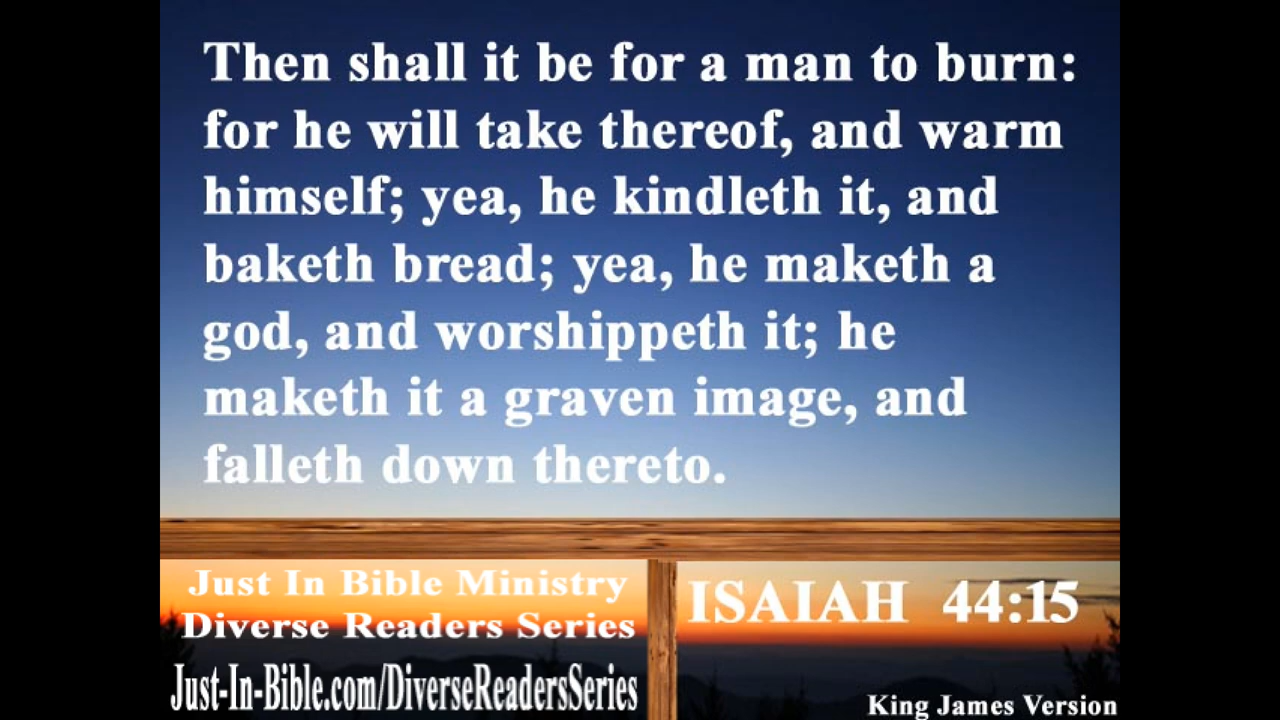 Then shall it be for a man to burn:
for he will take thereof, and warm
himself; yea, he kindleth it, and
baketh bread; yea, he maketh a
god, and worshippeth it; he
maketh it a graven image, and
falleth down thereto.
Just In Bible Ministry
Diverse Readers Series
Just-In-Bible.com/DiverseReadersSeries
ISAIAH 44:15
King James Version